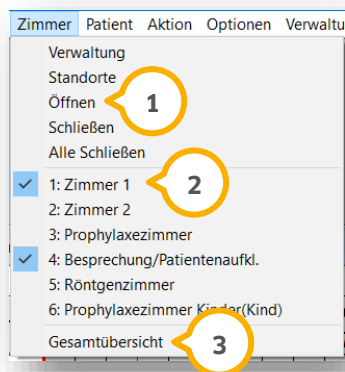 Zimmer Patient Aktion Optionen Verwaltu
Verwaltung
Standorte
Öffnen 1
Schließen
Alle Schließen
1: Zimmer 1 2
2: Zimmer 2
3: Prophylaxezimmer
4: Besprechung/Patientenaufkl.
5: Röntgenzimmer
6: Prophylaxezimmer Kinder(Kind)
Gesamtübersicht 3